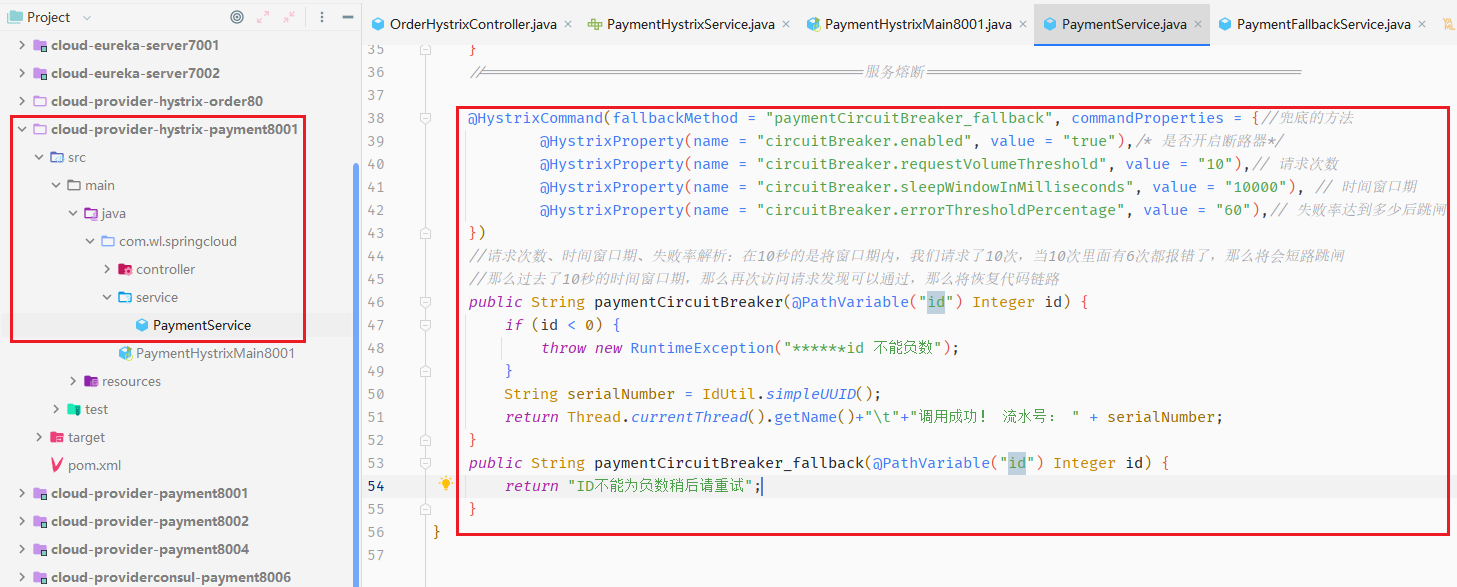 Project
cloud-eureka-server7001
cloud-eureka-server7002
cloud-provider-hystrix-order80
cloud-provider-hystrix-payment8001
src
main
java
com.wl.springcloud
controller
service
PaymentService
PaymentHystrixMain8001
resources
test
target
pom.xml
cloud-provider-payment8001
cloud-provider-payment8002
cloud-provider-payment8004
cloud-providerconsul-payment8006
OrderHystrixController.java × PaymentHystrixService.java × PaymentHystrixMain8001.java × PaymentService.java × PaymentFallbackService.java ×
35 }
36 //==========================================服务熔断==========================================
37
38 @HystrixCommand(fallbackMethod = "paymentCircuitBreaker_fallback", commandProperties = {//兜底的方法
39 @HystrixProperty(name = "circuitBreaker.enabled", value = "true"),/* 是否开启断路器*/
40 @HystrixProperty(name = "circuitBreaker.requestVolumeThreshold", value = "10"),// 请求次数
41 @HystrixProperty(name = "circuitBreaker.sleepWindowInMilliseconds", value = "10000"), // 时间窗口期
42 @HystrixProperty(name = "circuitBreaker.errorThresholdPercentage", value = "60"),// 失败率达到多少后跳闸
43 })
44 //请求次数、时间窗口期、失败率解析：在10秒的是将窗口期内，我们请求了10次，当10次里面有6次都报错了，那么将会短路跳闸
45 //那么过去了10秒的时间窗口期，那么再次访问请求发现可以通过，那么将恢复代码链路
46 public String paymentCircuitBreaker(@PathVariable("id") Integer id) {
47 if (id < 0) {
48 throw new RuntimeException("******id 不能负数");
49 }
50 String serialNumber = IdUtil.simpleUUID();
51 return Thread.currentThread().getName()+"\t"+"调用成功！ 流水号： " + serialNumber;
52 }
53 public String paymentCircuitBreaker_fallback(@PathVariable("id") Integer id) {
54 return "ID不能为负数稍后请重试";
55 }
56 }
57